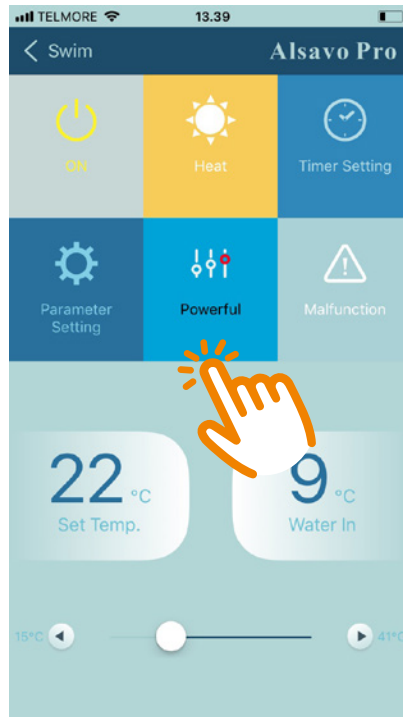 TELMORE 13.39
Swim Alsavo Pro
ON Heat Timer Setting
Parameter
Setting
Powerful Malfunction
22 °C 9 °C
Set Temp. Water In
15°C 41°C